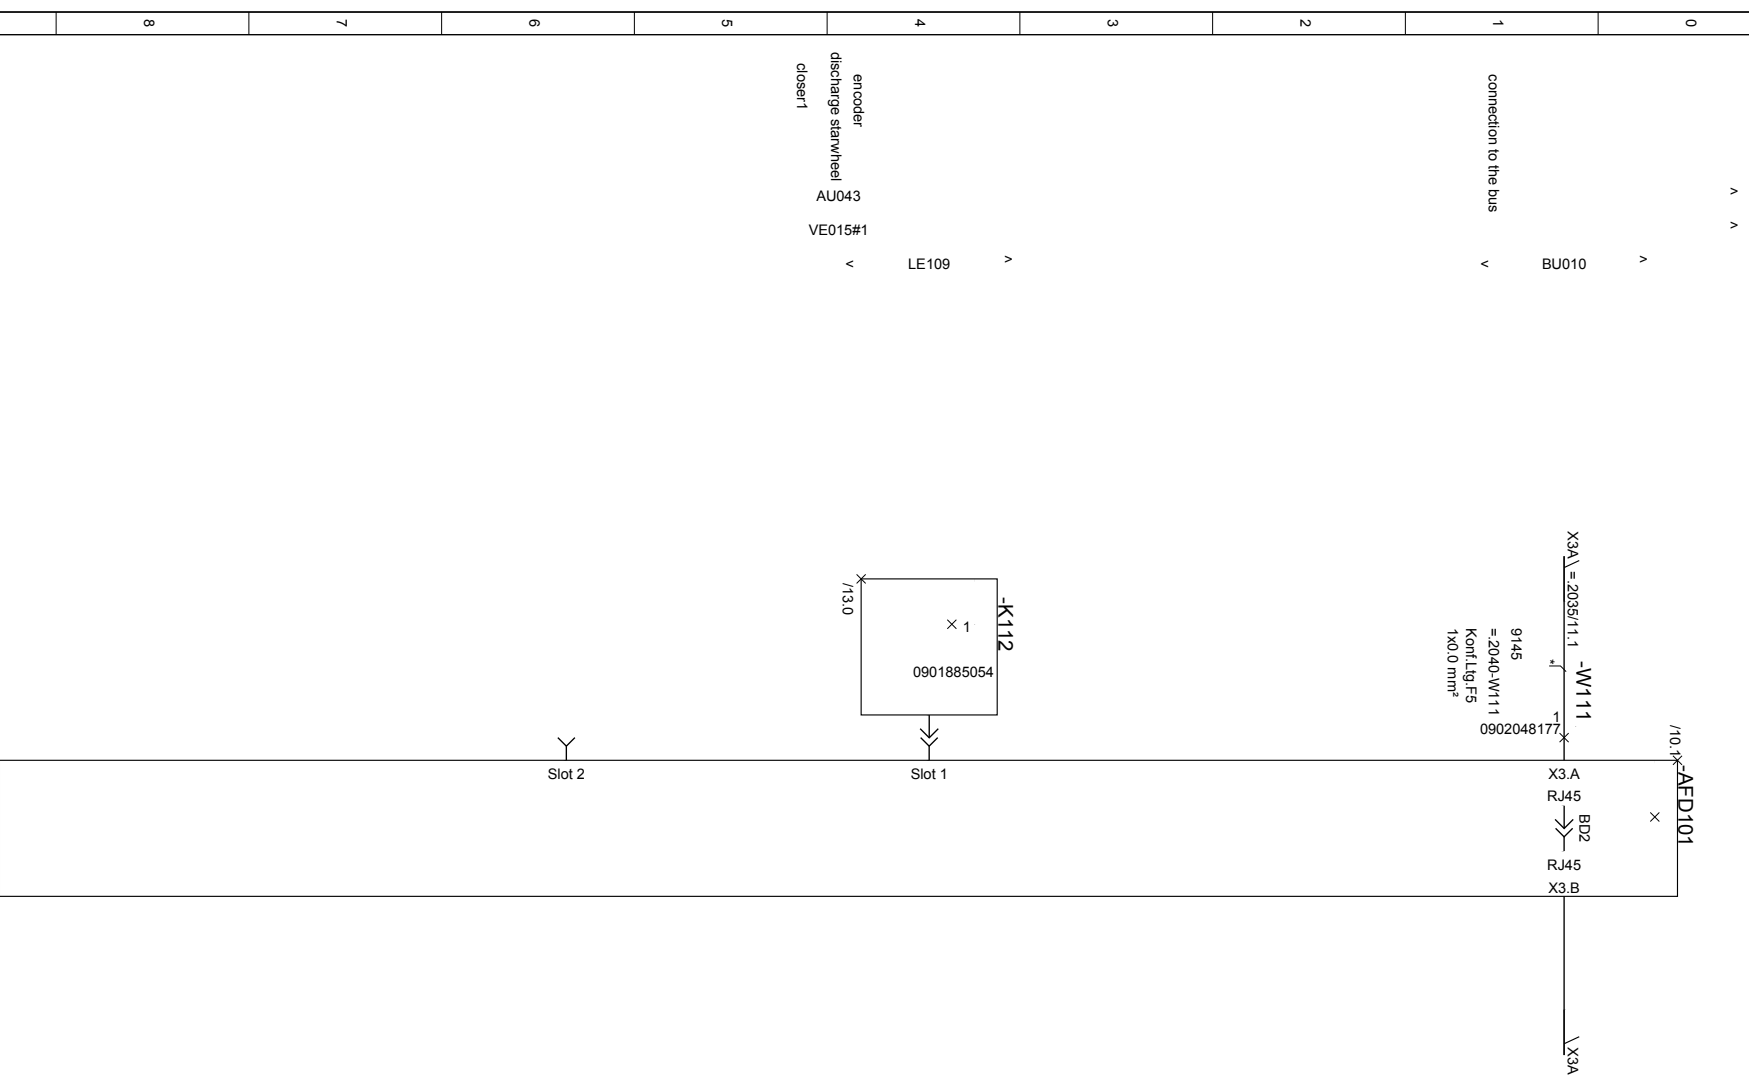 8
7
6
5
4
3
2
1
0
encoder
discharge starwheel
closer1
AU043
VE015#1
< LE109 >
connection to the bus
>
>
< BU010 >
X3A\ =.2035/11.1
-W111
*
9145
=.2040-W111
Konf.Ltg.F5
1x0.0 mm²
1
0902048177
-K112
/13.0
1
0901885054
/10.1
-AFD101
Slot 2
Slot 1
X3.A
RJ45
BD2
RJ45
X3.B
\X3A